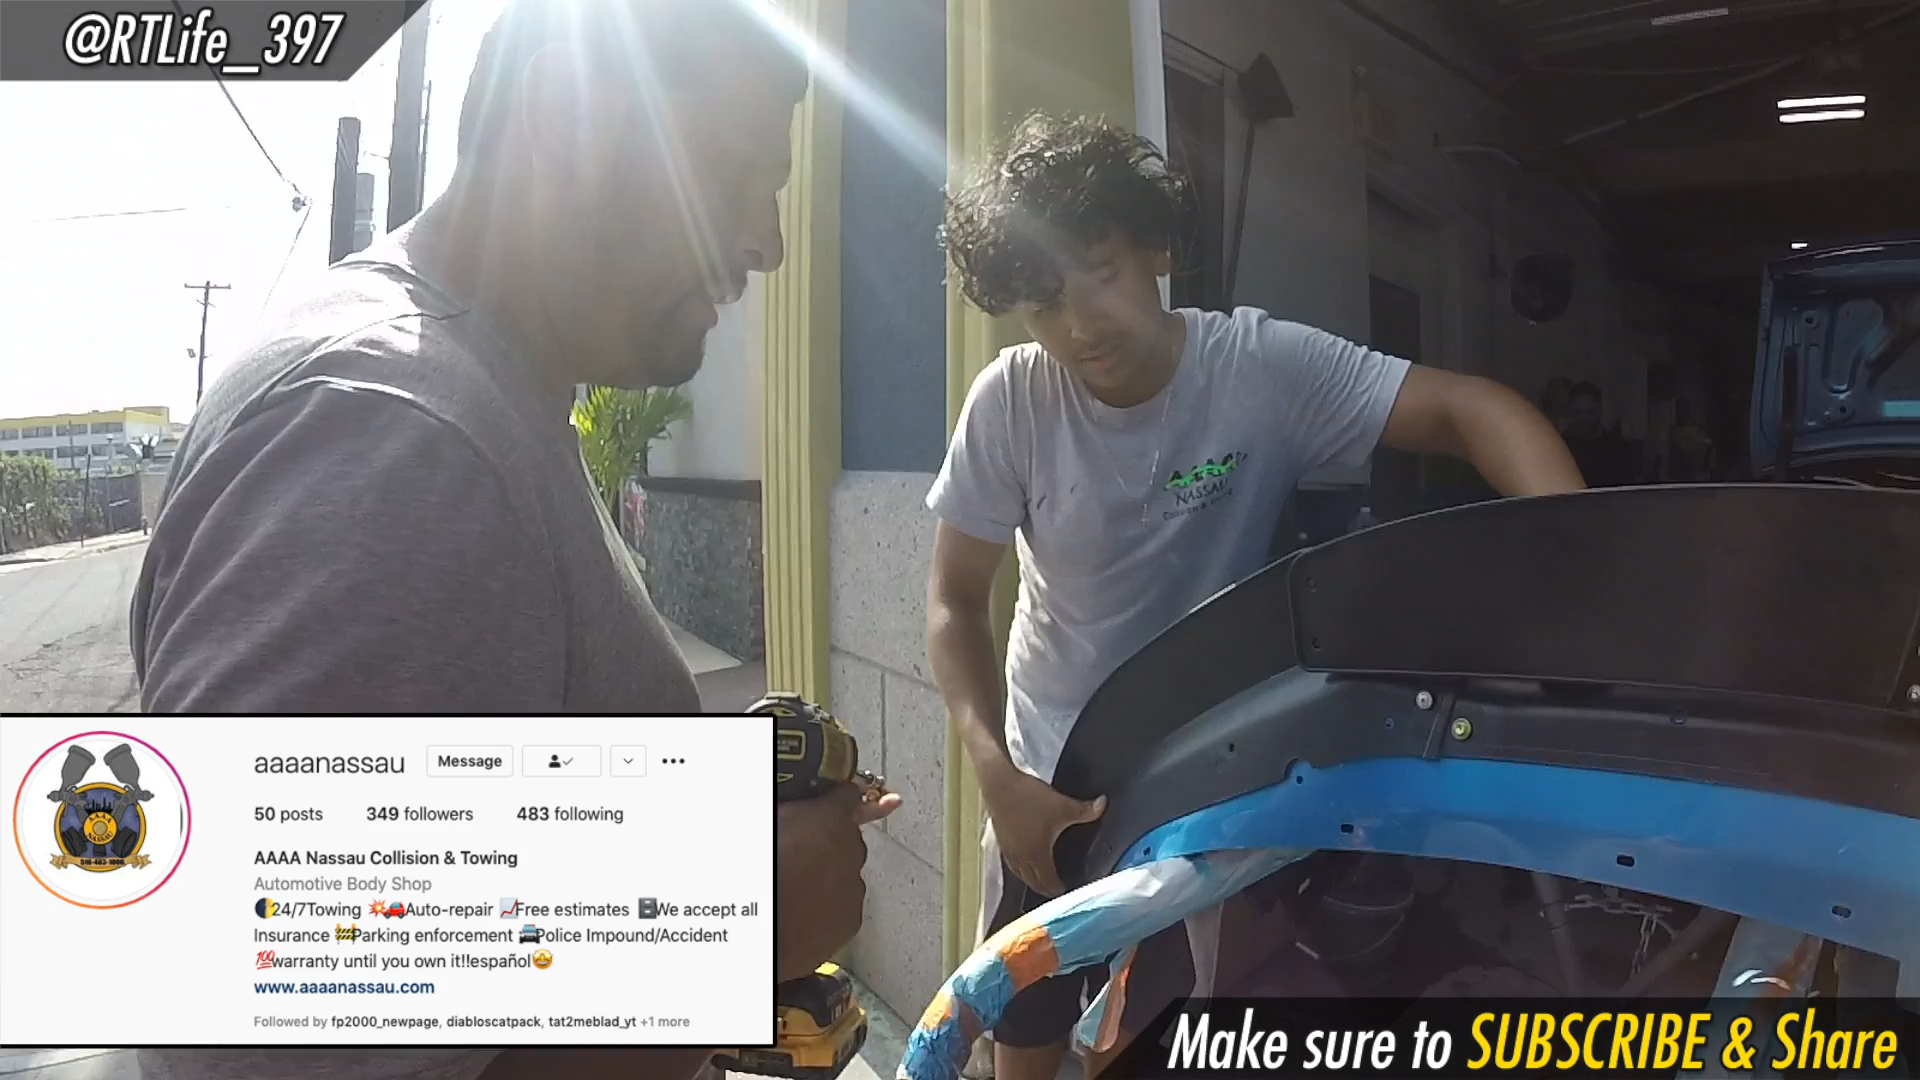 @RTLife_397
AAAA
NASSAU
aaaanassau Message
50 posts 349 followers 483 following
AAAA Nassau Collision & Towing
Automotive Body Shop
🌓24/7Towing 💥🚗Auto-repair 📈Free estimates 🗄️We accept all
Insurance 🚧Parking enforcement 🚔Police Impound/Accident
💯warranty until you own it!!español🤩
www.aaaanassau.com
Followed by fp2000_newpage, diabloscatpack, tat2meblad_yt +1 more
Make sure to SUBSCRIBE & Share